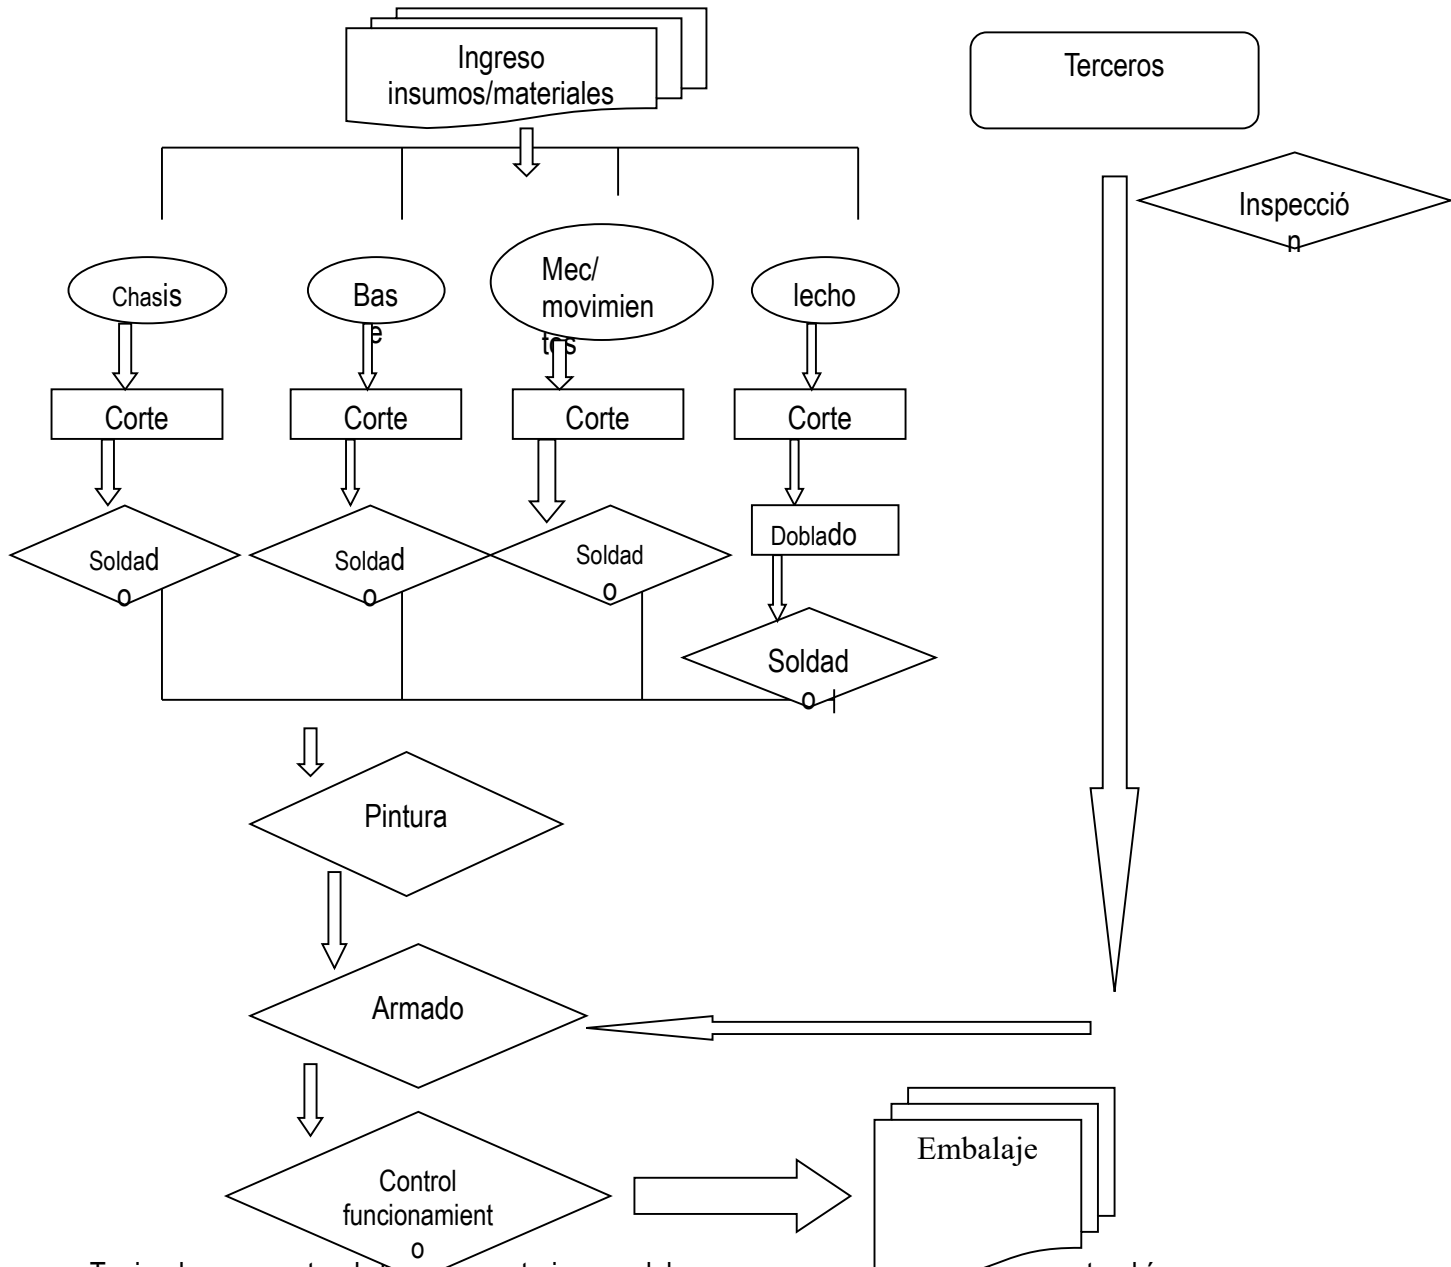 Ingreso
insumos/materiales
Terceros
Inspecció
n
Chasis
Bas
e
Mec/
movimien
tos
lecho
Corte
Corte
Corte
Corte
Soldad
o
Soldad
o
Soldad
o
Doblado
Soldad
o
Pintura
Armado
Control
funcionamient
o
Embalaje